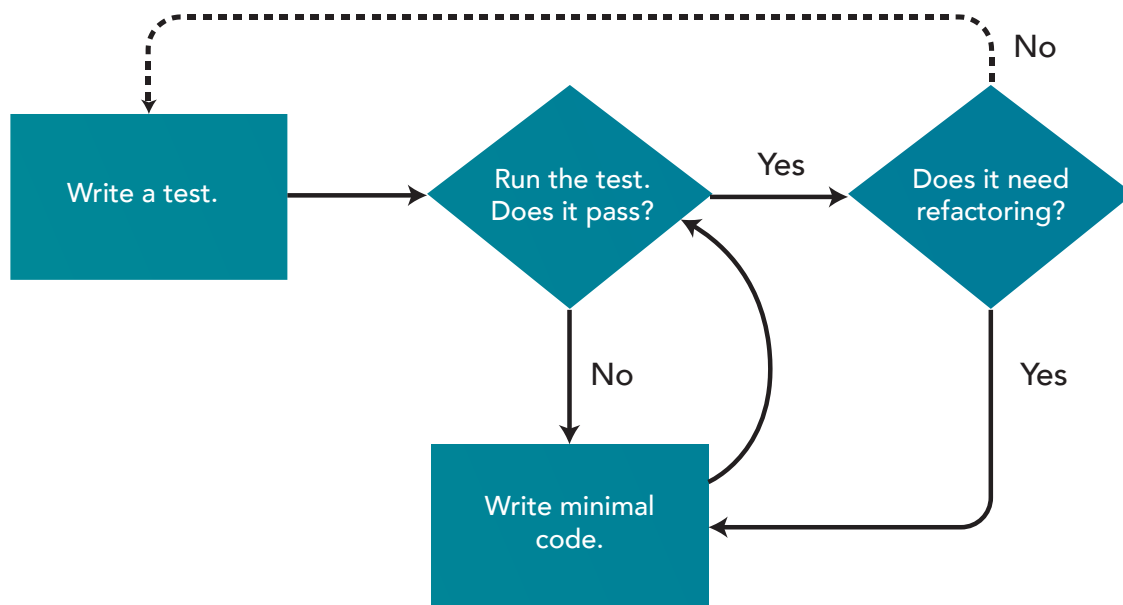 No
Write a test.
Run the test.
Does it pass?
Yes
Does it need
refactoring?
No
Yes
Write minimal
code.